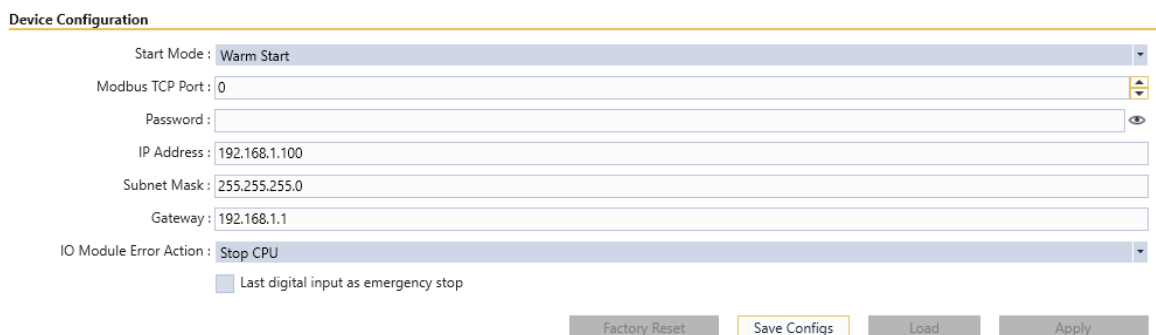 Device Configuration
Start Mode : Warm Start
Modbus TCP Port : 0
Password :
IP Address : 192.168.1.100
Subnet Mask : 255.255.255.0
Gateway : 192.168.1.1
IO Module Error Action : Stop CPU
Last digital input as emergency stop
Factory Reset Save Configs Load Apply